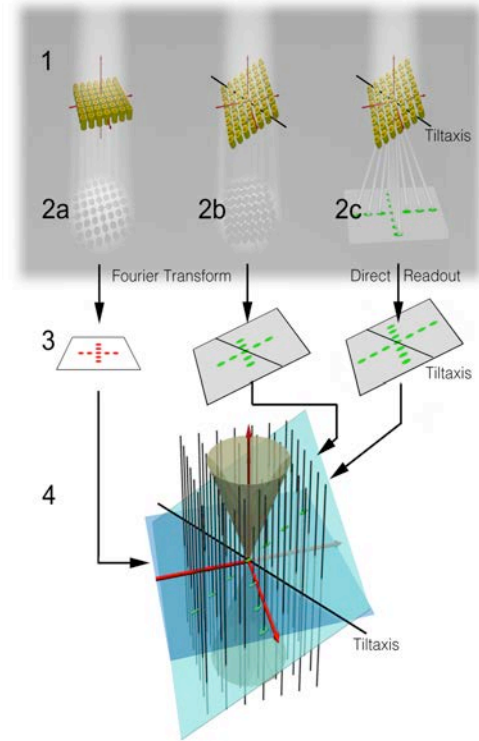 1
Tiltaxis
2a
2b
2c
Fourier Transform
Direct Readout
3
Tiltaxis
4
Tiltaxis